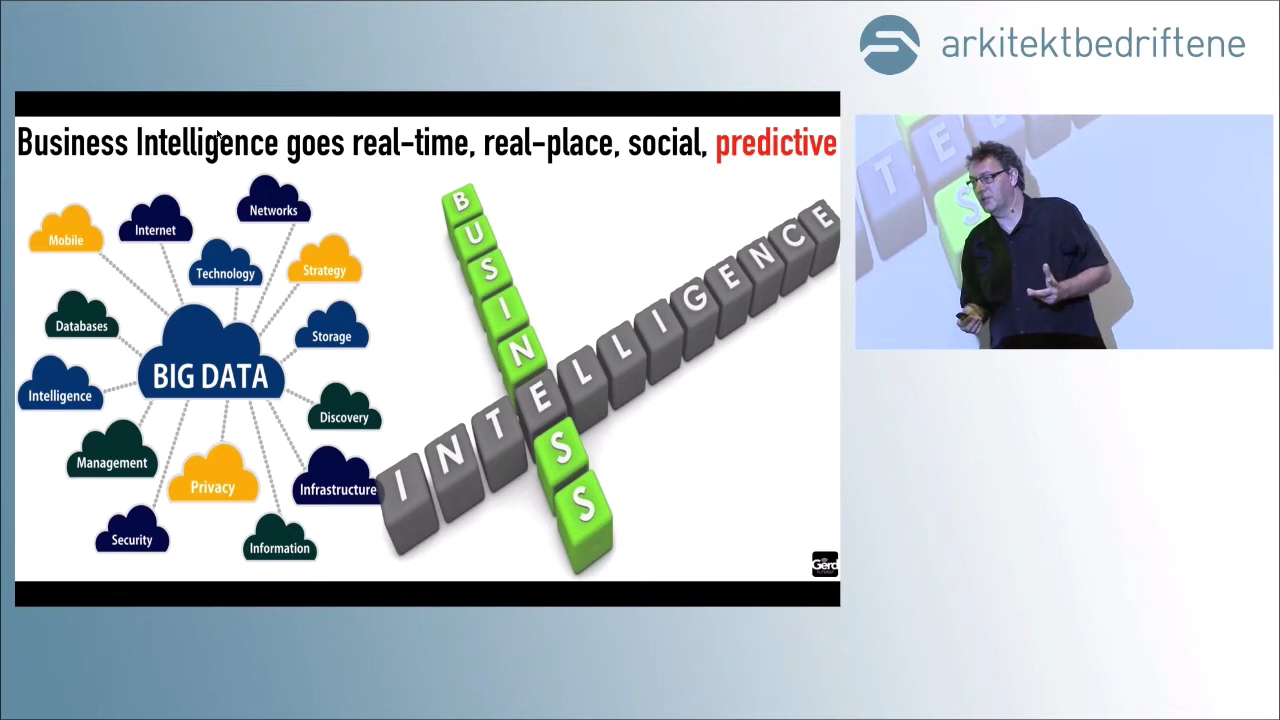 arkitektbedriftene
Business Intelligence goes real-time, real-place, social, predictive
Networks
Mobile
Internet
Technology
Strategy
Databases
Storage
BIG DATA
Intelligence
Discovery
Management
Privacy
Infrastructure
Security
Information
BUSINESS
INTELLIGENCE
Gerd
T E L
S